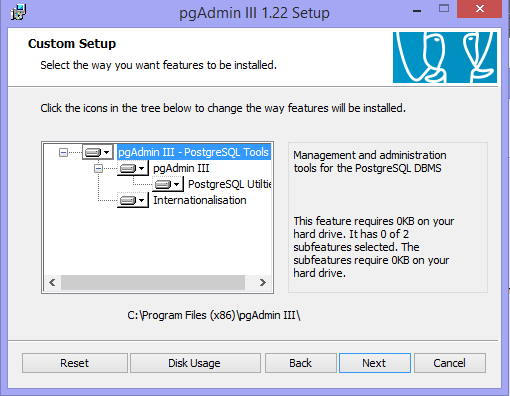 pgAdmin III 1.22 Setup
Custom Setup
Select the way you want features to be installed.
Click the icons in the tree below to change the way features will be installed.
pgAdmin III - PostgreSQL Tools
pgAdmin III
PostgreSQL Utiltie
Internationalisation
Management and administration
tools for the PostgreSQL DBMS
This feature requires 0KB on your
hard drive. It has 0 of 2
subfeatures selected. The
subfeatures require 0KB on your
hard drive.
C:\Program Files (x86)\pgAdmin III\
Reset
Disk Usage
Back
Next
Cancel